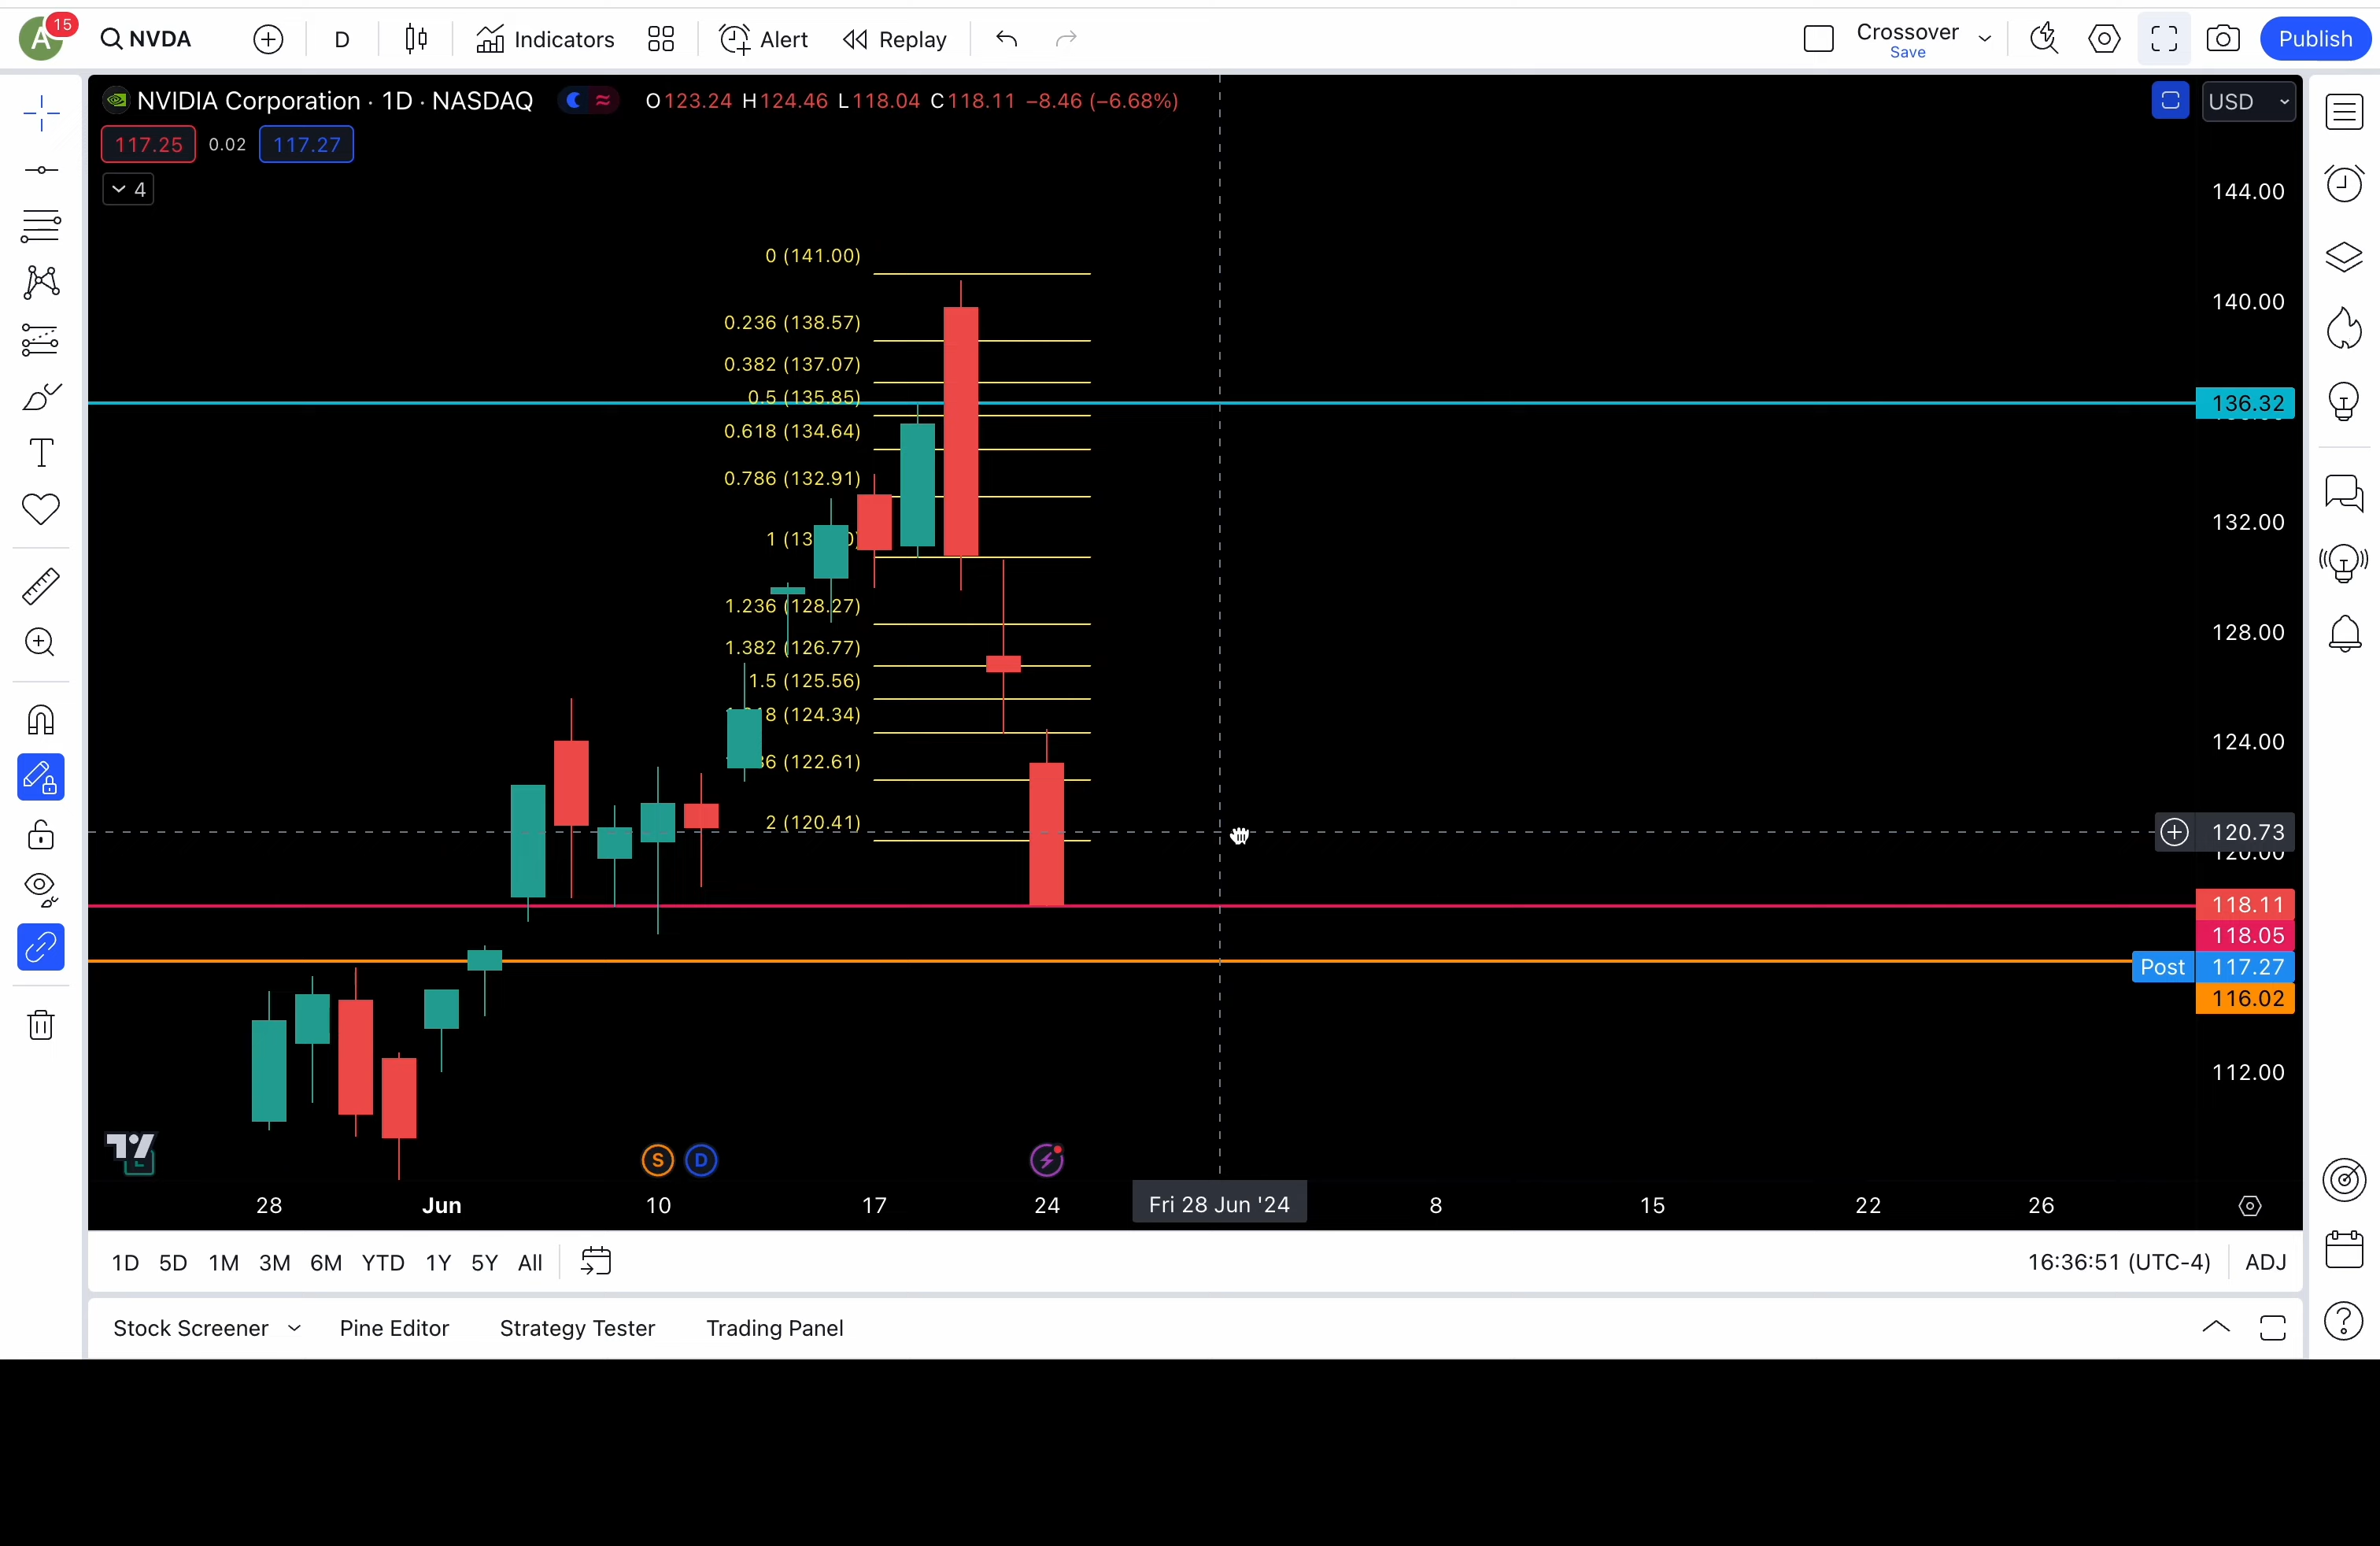 A 15 NVDA D Indicators Alert Replay Crossover Publish
Save
NVIDIA Corporation · 1D · NASDAQ O123.24 H124.46 L118.04 C118.11 −8.46 (−6.68%) USD
117.25 0.02 117.27
4
144.00
0 (141.00)
140.00
0.236 (138.57)
0.382 (137.07)
0.5 (135.85)
136.32
0.618 (134.64)
0.786 (132.91)
132.00
1.236 (128.27)
128.00
1.382 (126.77)
1.5 (125.56)
(124.34)
124.00
(122.61)
2 (120.41)
120.73
120.00
118.11
118.05
Post 117.27
116.02
112.00
S D
28 Jun 10 17 24 Fri 28 Jun '24 8 15 22 26
1D 5D 1M 3M 6M YTD 1Y 5Y All 16:36:51 (UTC-4) ADJ
Stock Screener Pine Editor Strategy Tester Trading Panel